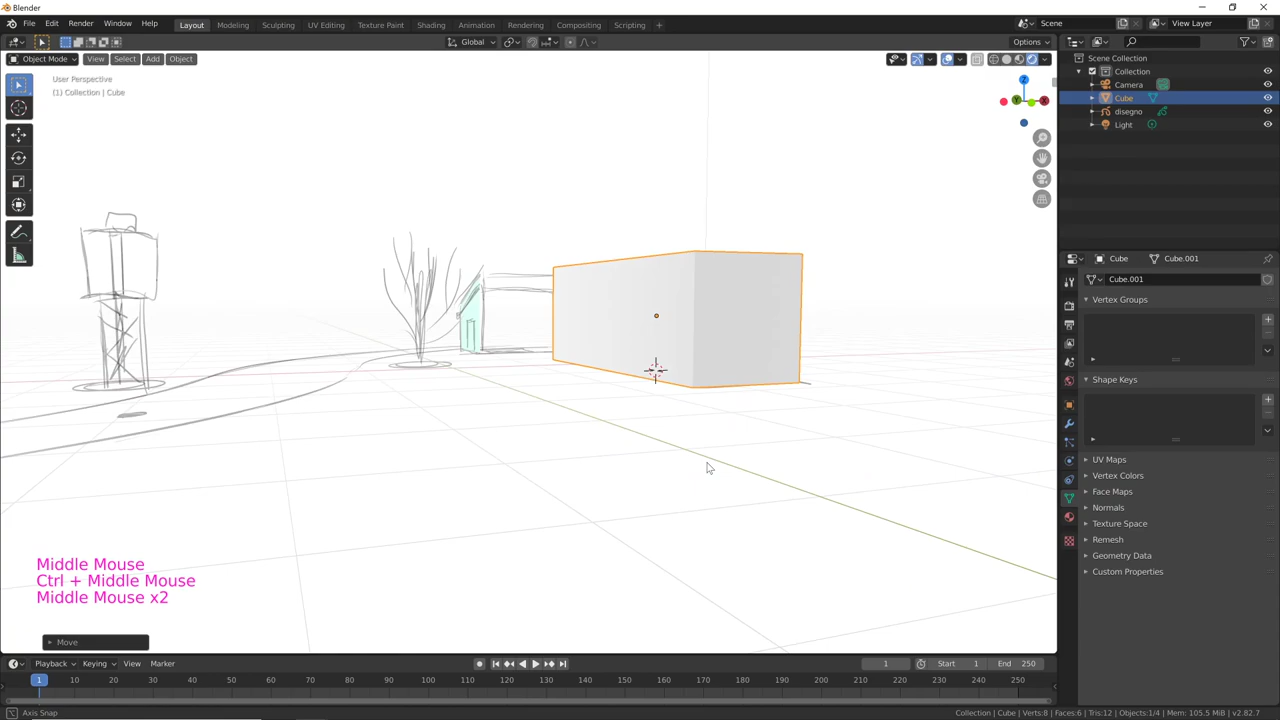 Blender
File Edit Render Window Help Layout Modeling Sculpting UV Editing Texture Paint Shading Animation Rendering Compositing Scripting + Scene View Layer
Global Options
Object Mode View Select Add Object
User Perspective
(1) Collection | Cube
Z
Y
X
Scene Collection
Collection
Camera
Cube
disegno
Light
Cube Cube.001
Cube.001
Vertex Groups
Shape Keys
UV Maps
Vertex Colors
Face Maps
Normals
Texture Space
Remesh
Geometry Data
Custom Properties
Middle Mouse
Ctrl + Middle Mouse
Middle Mouse x2
Move
Playback Keying View Marker 1 Start 1 End 250
1 10 20 30 40 50 60 70 80 90 100 110 120 130 140 150 160 170 180 190 200 210 220 230 240 250
Axis Snap Collection | Cube | Verts:8 | Faces:6 | Tris:12 | Objects:1/4 | Mem: 105.5 MiB | v2.82.7